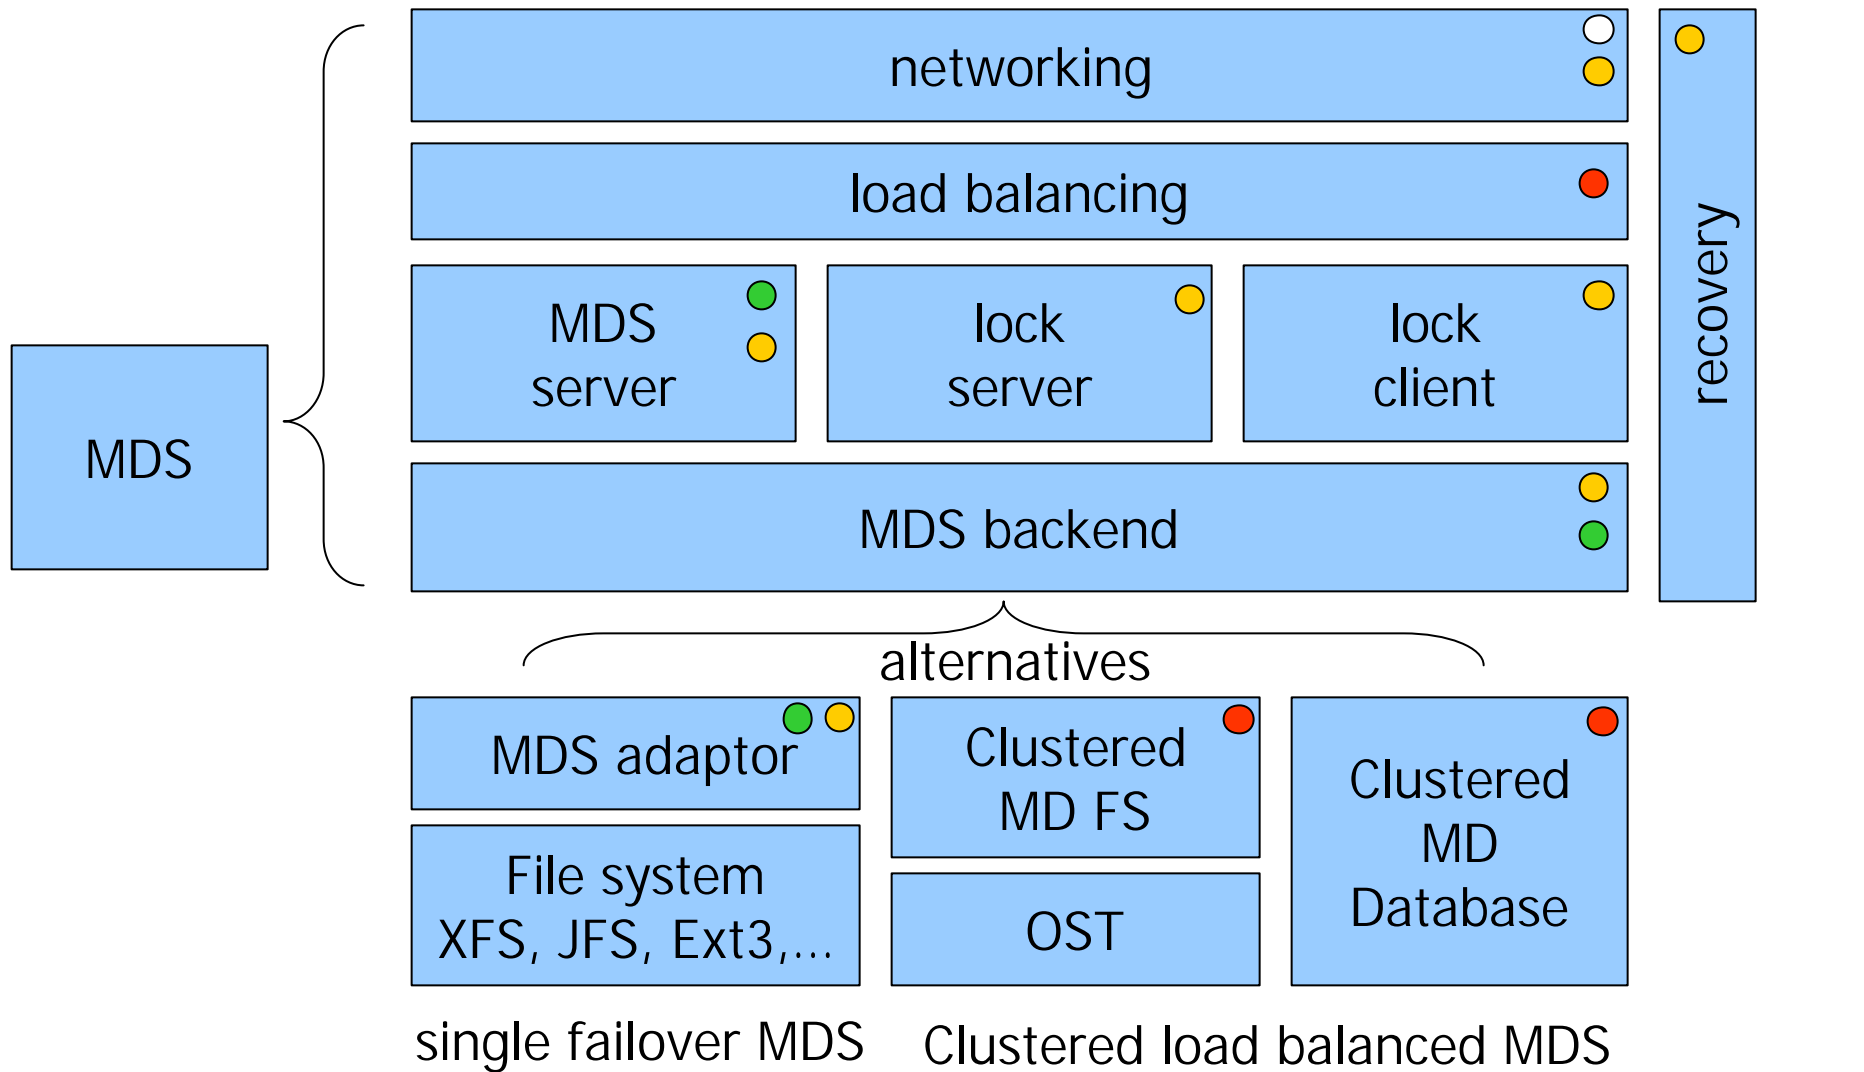 networking
load balancing
MDS
server
lock
server
lock
client
recovery
MDS
MDS backend
alternatives
MDS adaptor
File system
XFS, JFS, Ext3,...
Clustered
MD FS
OST
Clustered
MD
Database
single failover MDS
Clustered load balanced MDS